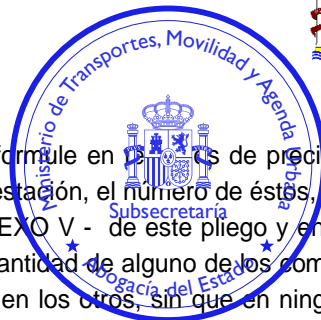 Ministerio de Transportes, Movilidad y Agenda Urbana
Subsecretaría
Abogacía del Estado
formule en de preci
estación, el número de éstos,
EXO V - de este pliego y en
antidad de alguno de los com
en los otros, sin que en ning